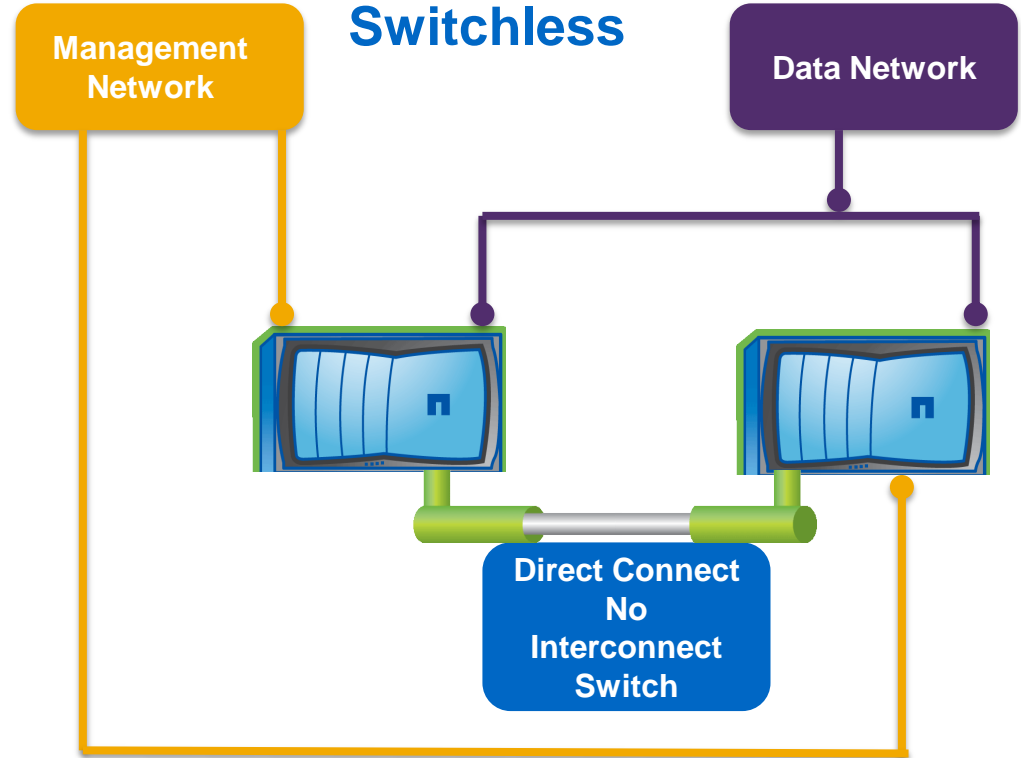 Switchless
Management
Network
Data Network
Direct Connect
No
Interconnect
Switch